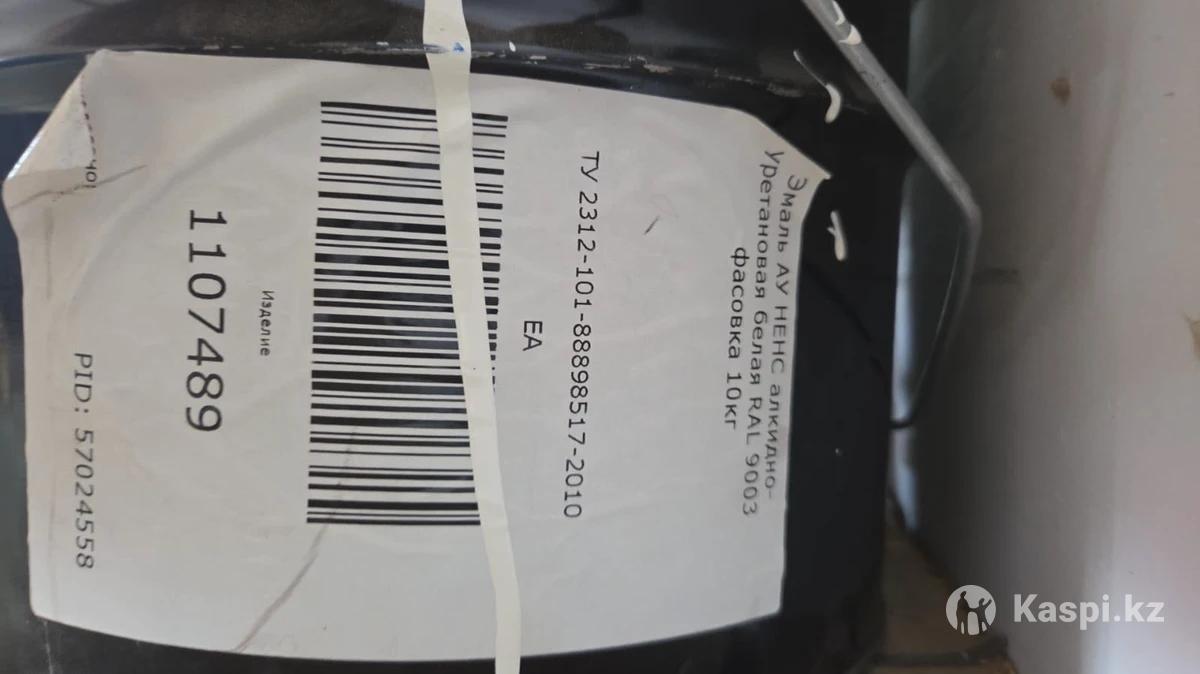 Эмаль АУ НЕНС алкидно-
уретановая белая RAL 9003
фасовка 10кг
ТУ 2312-101-88898517-2010
EA
Изделие
1107489
PID: 57024558
Kaspi.kz